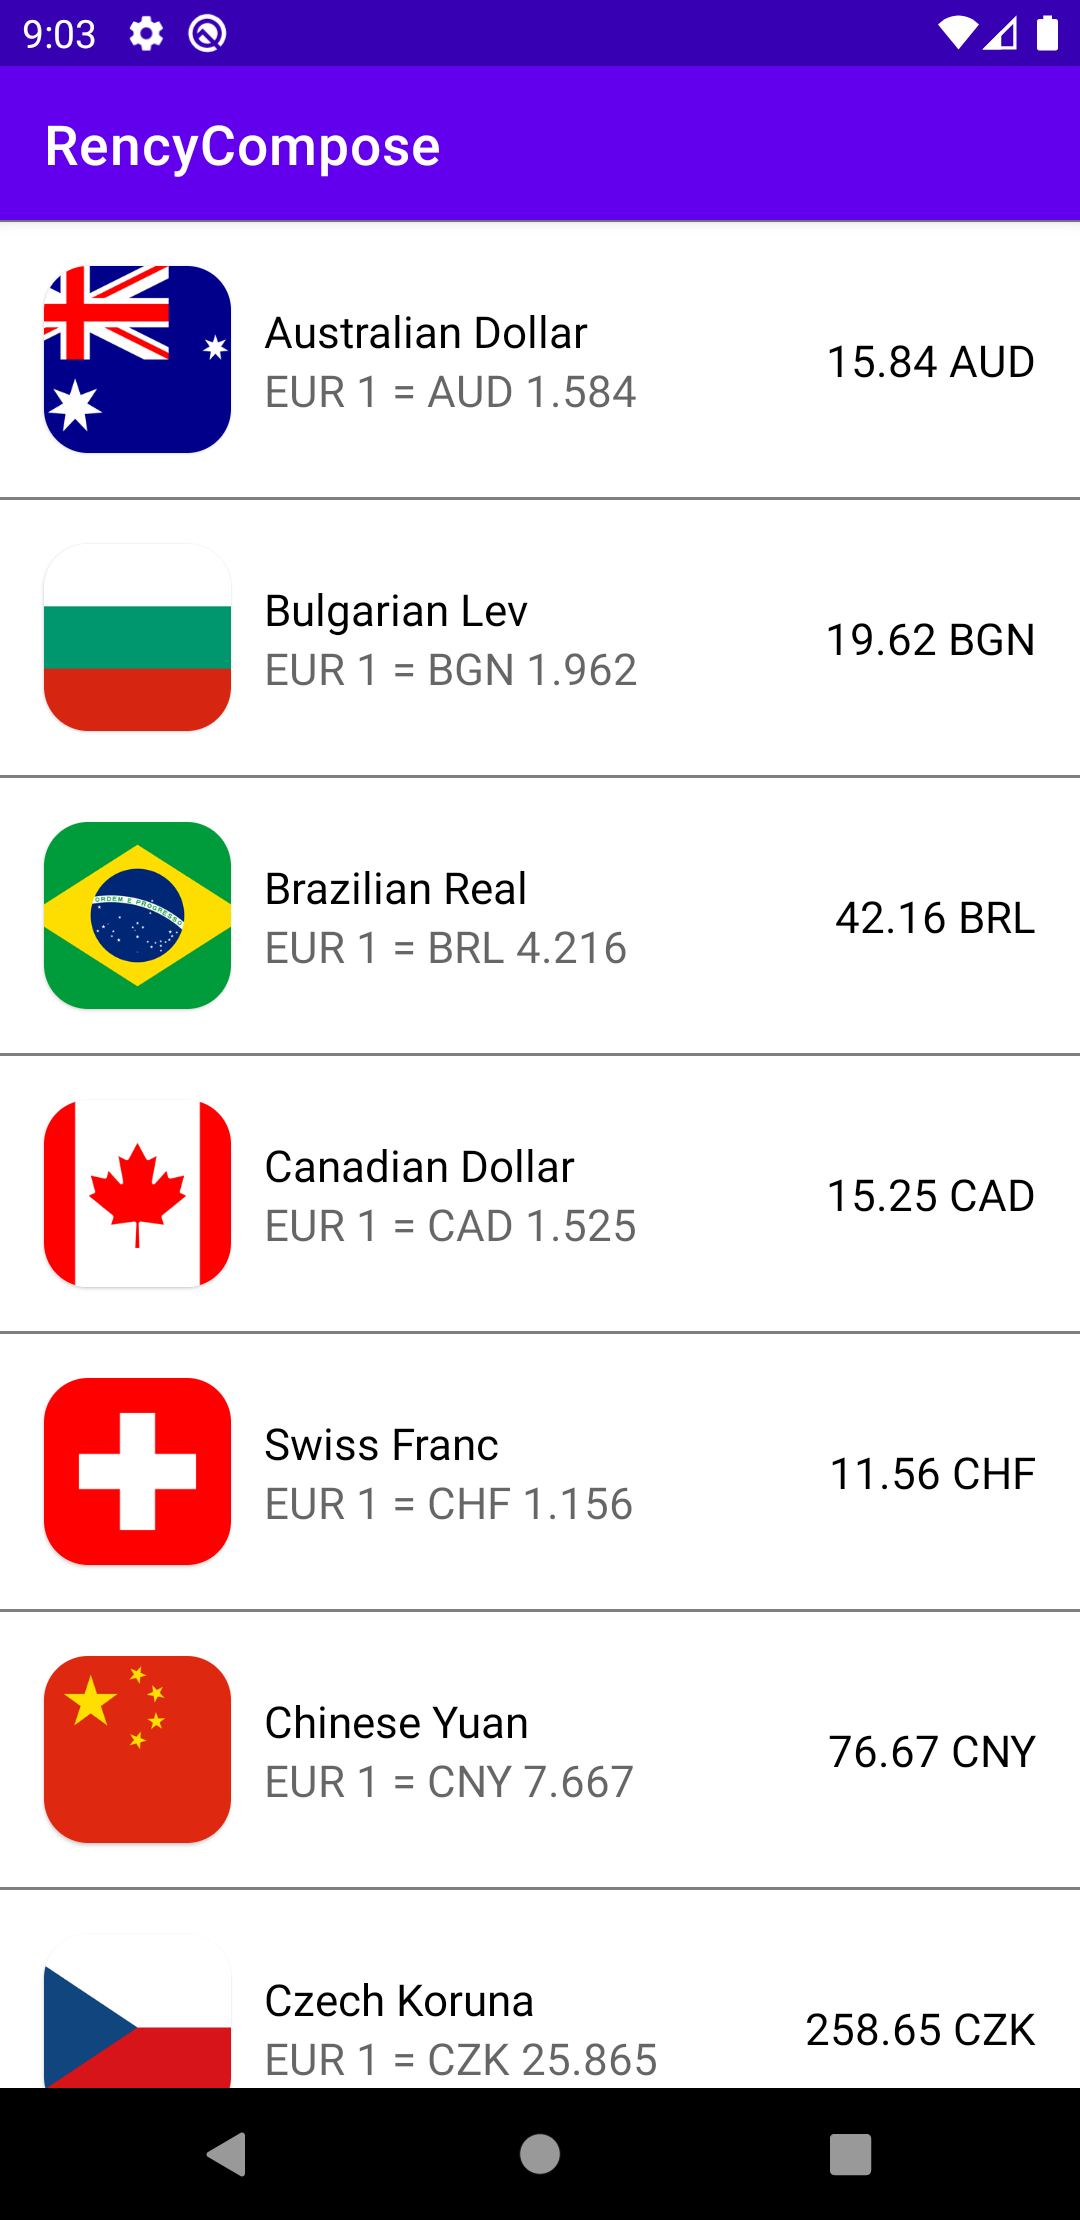 9:03
RencyCompose
Australian Dollar
EUR 1 = AUD 1.584
15.84 AUD
Bulgarian Lev
EUR 1 = BGN 1.962
19.62 BGN
ORDEM E PROGRESSO
Brazilian Real
EUR 1 = BRL 4.216
42.16 BRL
Canadian Dollar
EUR 1 = CAD 1.525
15.25 CAD
Swiss Franc
EUR 1 = CHF 1.156
11.56 CHF
Chinese Yuan
EUR 1 = CNY 7.667
76.67 CNY
Czech Koruna
EUR 1 = CZK 25.865
258.65 CZK